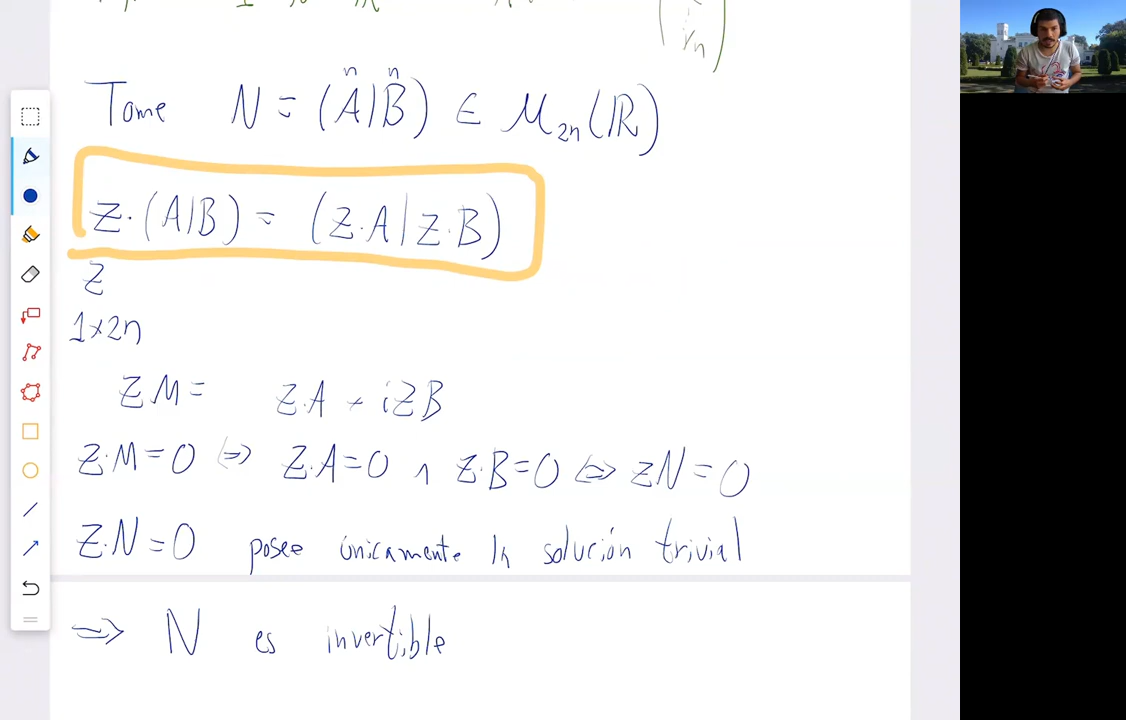 Tome N = (A|B) ∈ M₂ₙ(ℝ)
n n
z·(A|B) = (z.A|z.B)
z
1×2n
zM = z.A + izB
z.M=0 ⇔ z.A=0 ∧ z.B=0 ⇔ zN=0
z.N=0 posee únicamente la solución trivial
⇒ N es invertible